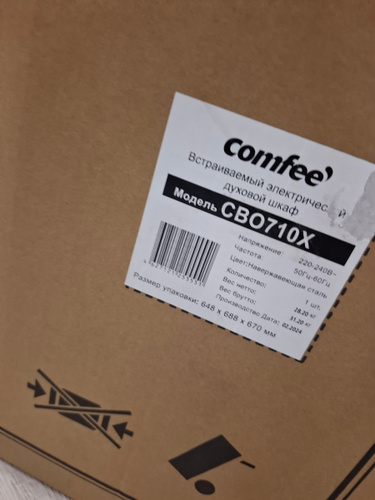 comfee'
Встраиваемый электрический
духовой шкаф
Модель CBO710X
Напряжение: 220-240В~
Частота 50Гц-60Гц
Цвет:Навержавеющая сталь
Количество: 1 шт.
Вес нетто: 28.20 кг
Вес брутто: 31.20 кг
Производство Дата: 02.2024
Размер упаковки: 648 x 688 x 670 мм